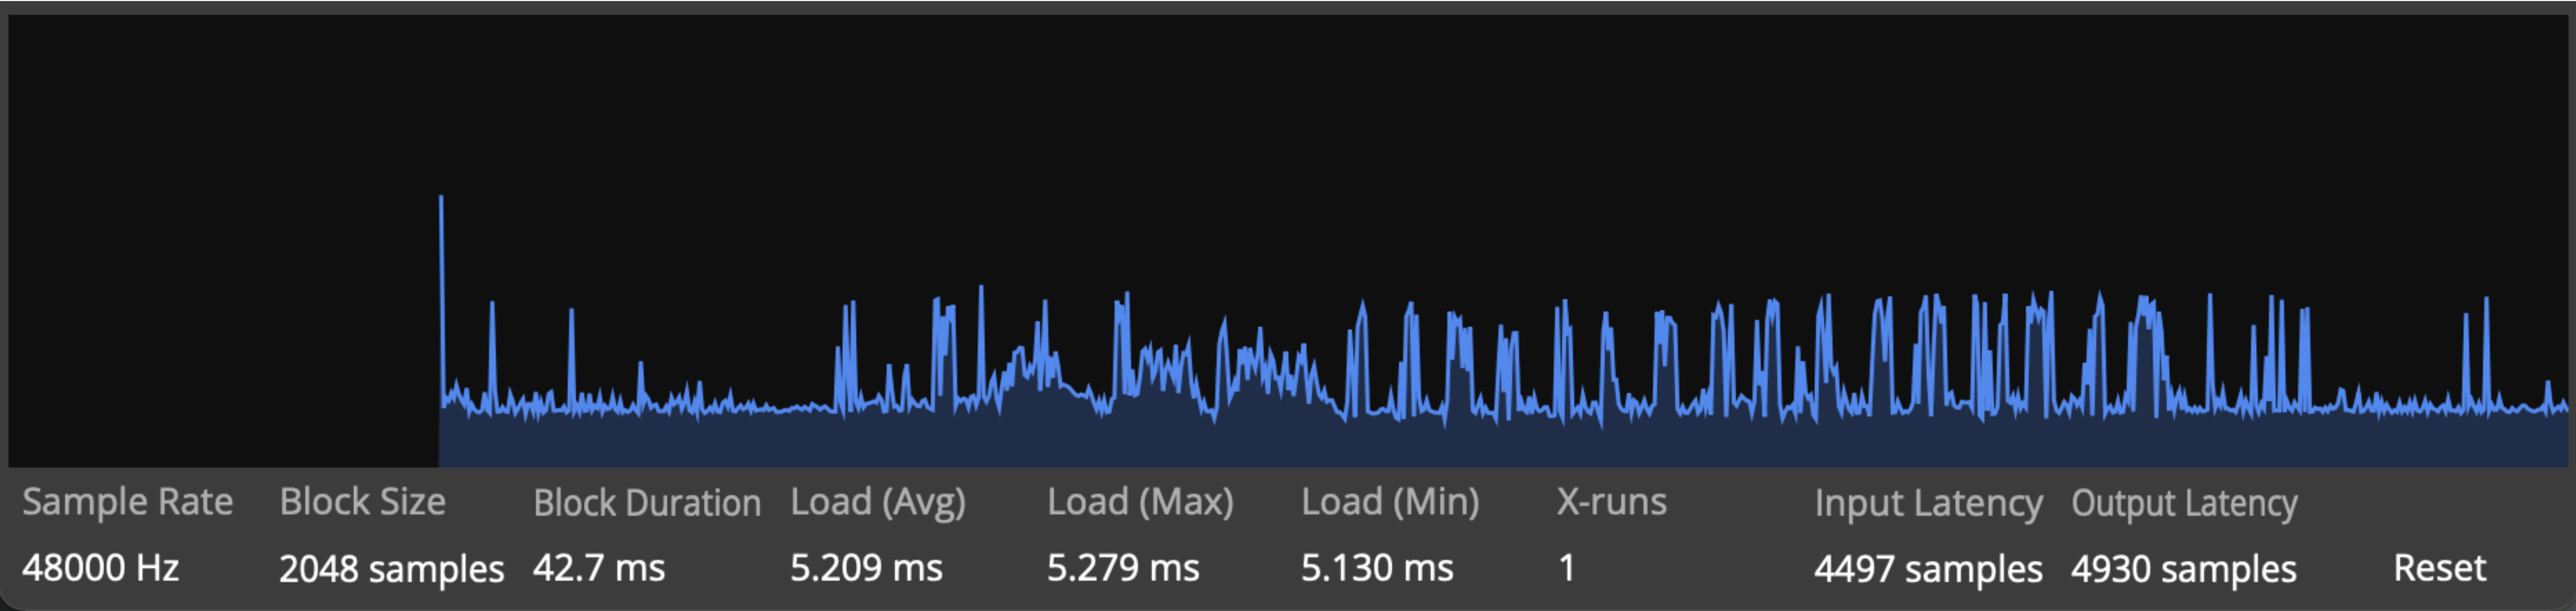 Sample Rate Block Size Block Duration Load (Avg) Load (Max) Load (Min) X-runs Input Latency Output Latency
48000 Hz 2048 samples 42.7 ms 5.209 ms 5.279 ms 5.130 ms 1 4497 samples 4930 samples Reset